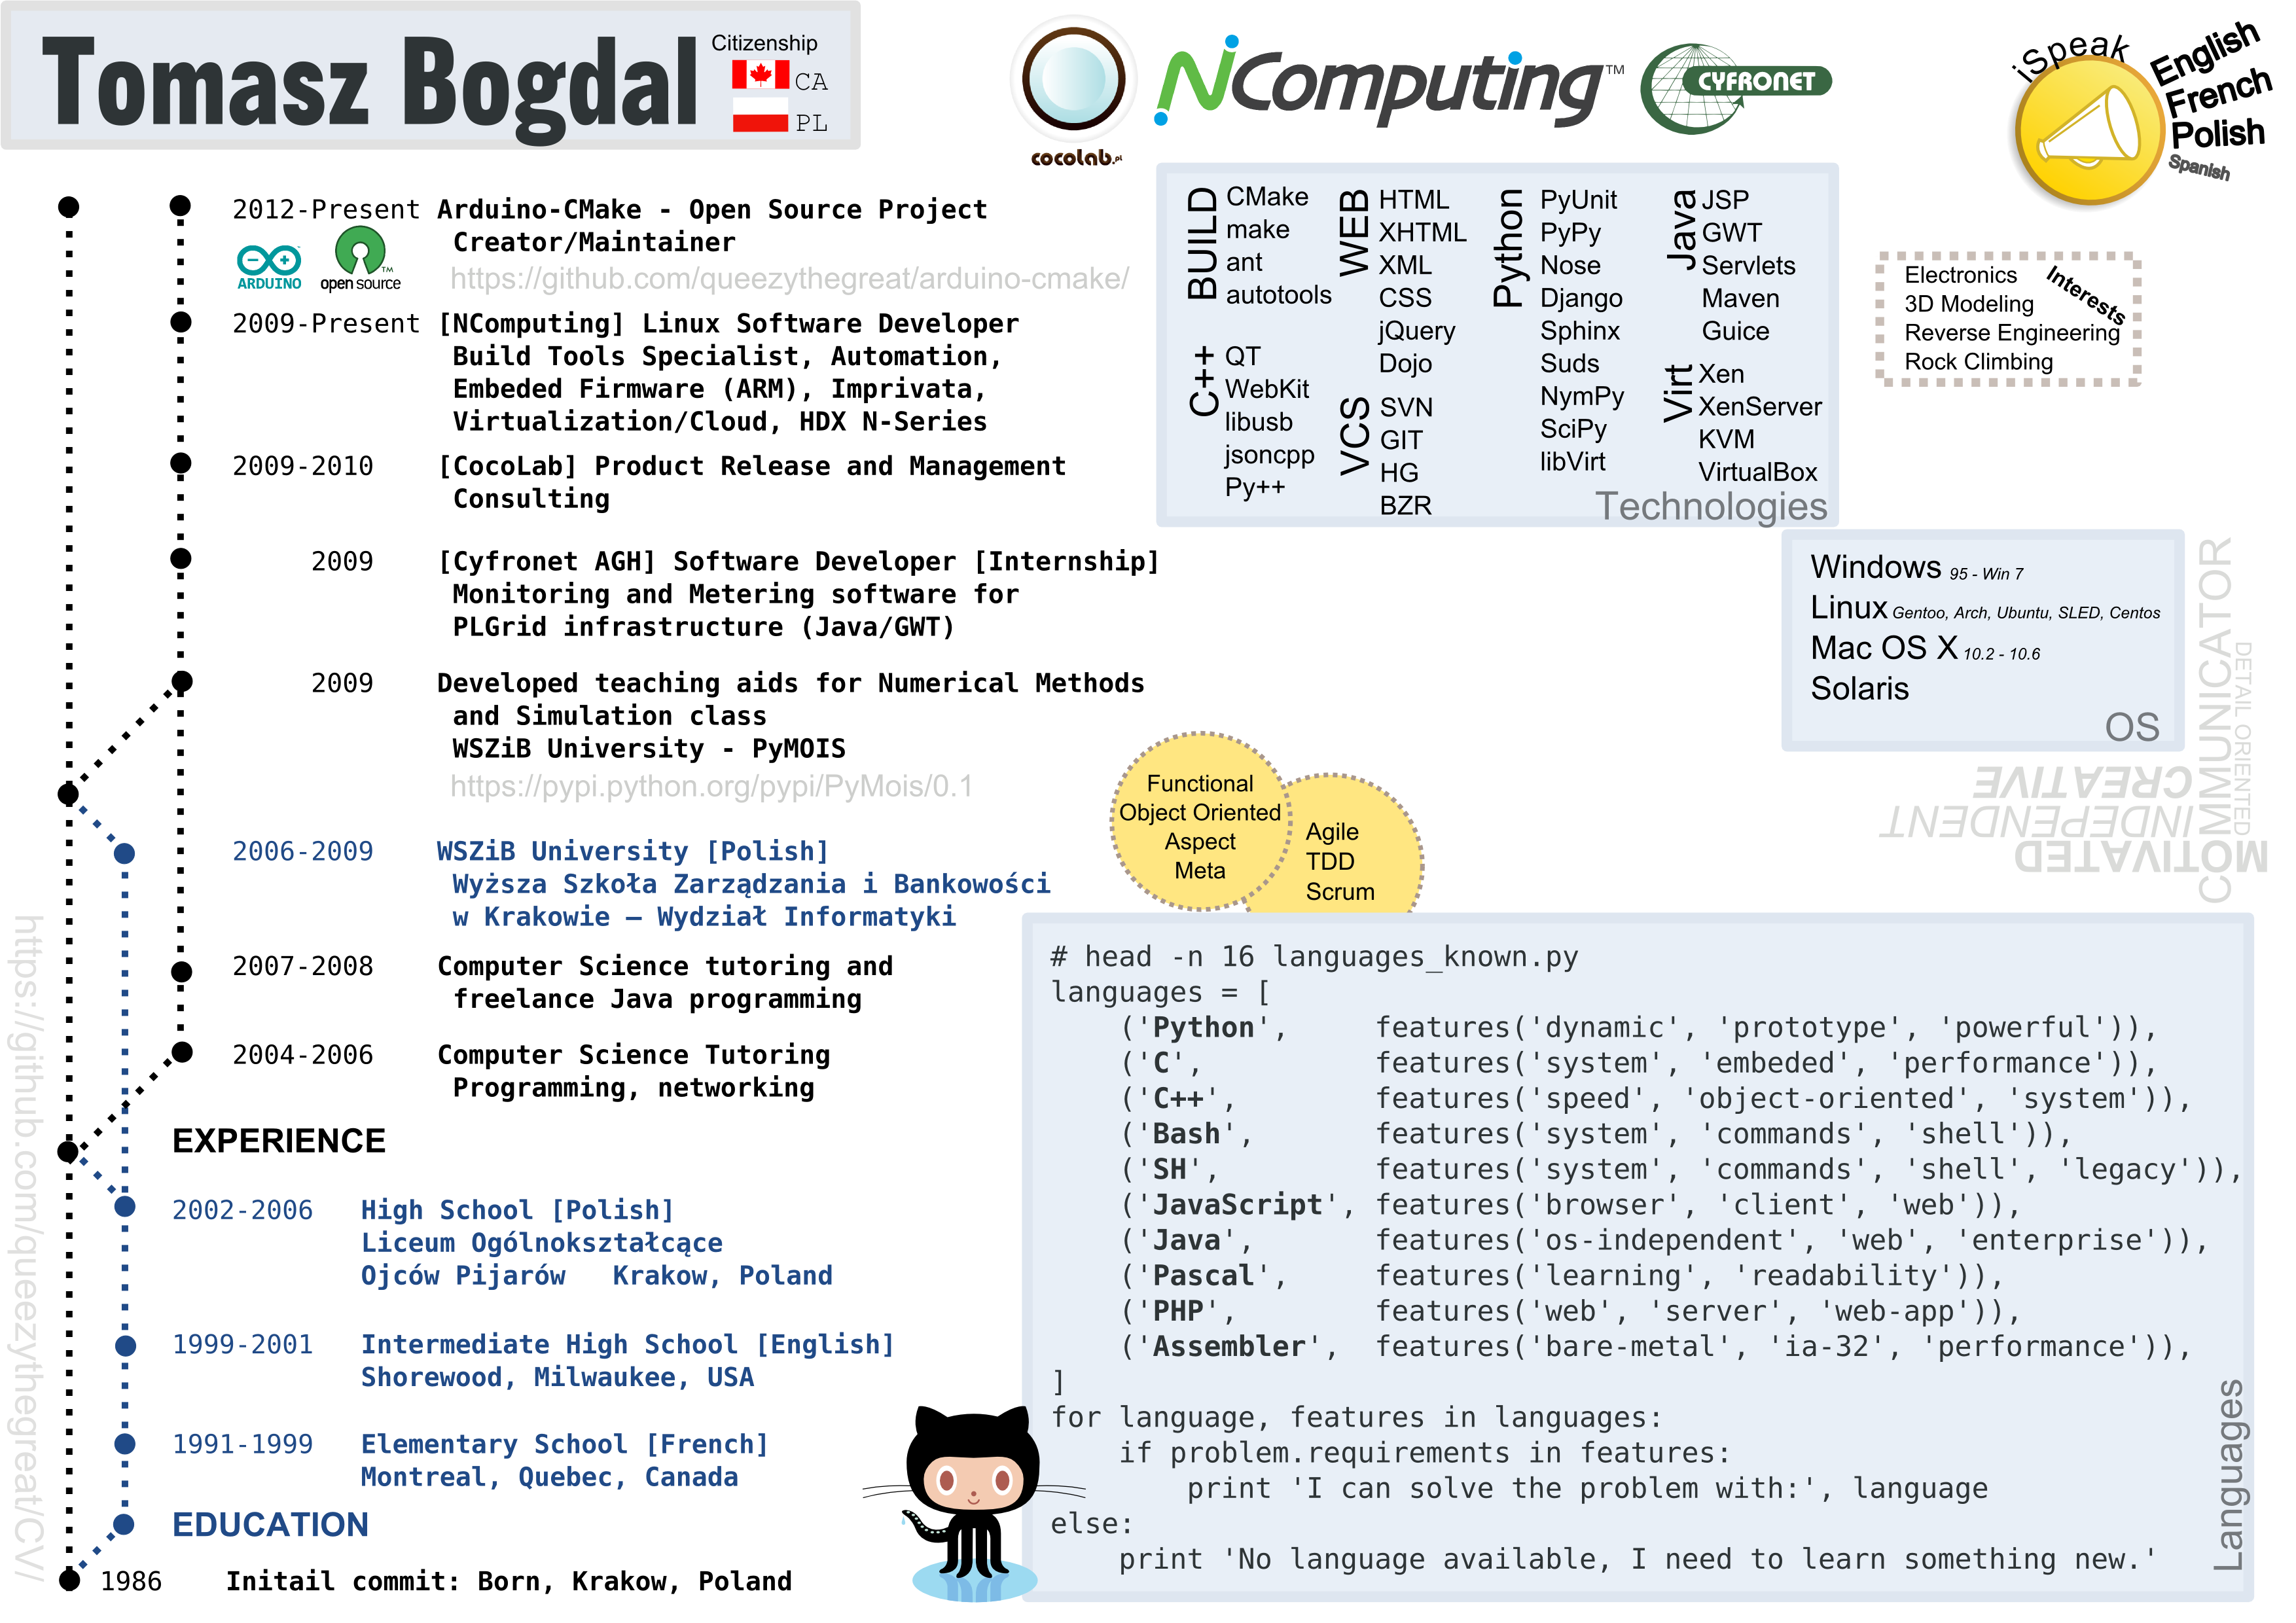 Tomasz Bogdal
Citizenship
CA
PL
cocolab.pl
NComputing™
CYFRONET
iSpeak
English
French
Polish
Spanish
2012-Present Arduino-CMake - Open Source Project
Creator/Maintainer
ARDUINO
open source
TM
https://github.com/queezythegreat/arduino-cmake/
2009-Present [NComputing] Linux Software Developer
Build Tools Specialist, Automation,
Embeded Firmware (ARM), Imprivata,
Virtualization/Cloud, HDX N-Series
2009-2010 [CocoLab] Product Release and Management
Consulting
2009 [Cyfronet AGH] Software Developer [Internship]
Monitoring and Metering software for
PLGrid infrastructure (Java/GWT)
2009 Developed teaching aids for Numerical Methods
and Simulation class
WSZiB University - PyMOIS
https://pypi.python.org/pypi/PyMois/0.1
2006-2009 WSZiB University [Polish]
Wyższa Szkoła Zarządzania i Bankowości
w Krakowie – Wydział Informatyki
2007-2008 Computer Science tutoring and
freelance Java programming
2004-2006 Computer Science Tutoring
Programming, networking
EXPERIENCE
2002-2006 High School [Polish]
Liceum Ogólnokształcące
Ojców Pijarów Krakow, Poland
1999-2001 Intermediate High School [English]
Shorewood, Milwaukee, USA
1991-1999 Elementary School [French]
Montreal, Quebec, Canada
EDUCATION
1986 Initail commit: Born, Krakow, Poland
https://github.com/queezythegreat/CV/
BUILD
CMake
make
ant
autotools
C++
QT
WebKit
libusb
jsoncpp
Py++
WEB
HTML
XHTML
XML
CSS
jQuery
Dojo
VCS
SVN
GIT
HG
BZR
Python
PyUnit
PyPy
Nose
Django
Sphinx
Suds
NymPy
SciPy
libVirt
Java
JSP
GWT
Servlets
Maven
Guice
Virt
Xen
XenServer
KVM
VirtualBox
Technologies
Interests
Electronics
3D Modeling
Reverse Engineering
Rock Climbing
Windows 95 - Win 7
Linux Gentoo, Arch, Ubuntu, SLED, Centos
Mac OS X 10.2 - 10.6
Solaris
OS
COMMUNICATOR
DETAIL ORIENTED
CREATIVE
INDEPENDENT
MOTIVATED
Functional
Object Oriented
Aspect
Meta
Agile
TDD
Scrum
# head -n 16 languages_known.py
languages = [
('Python', features('dynamic', 'prototype', 'powerful')),
('C', features('system', 'embeded', 'performance')),
('C++', features('speed', 'object-oriented', 'system')),
('Bash', features('system', 'commands', 'shell')),
('SH', features('system', 'commands', 'shell', 'legacy')),
('JavaScript', features('browser', 'client', 'web')),
('Java', features('os-independent', 'web', 'enterprise')),
('Pascal', features('learning', 'readability')),
('PHP', features('web', 'server', 'web-app')),
('Assembler', features('bare-metal', 'ia-32', 'performance')),
]
for language, features in languages:
if problem.requirements in features:
print 'I can solve the problem with:', language
else:
print 'No language available, I need to learn something new.'
Languages